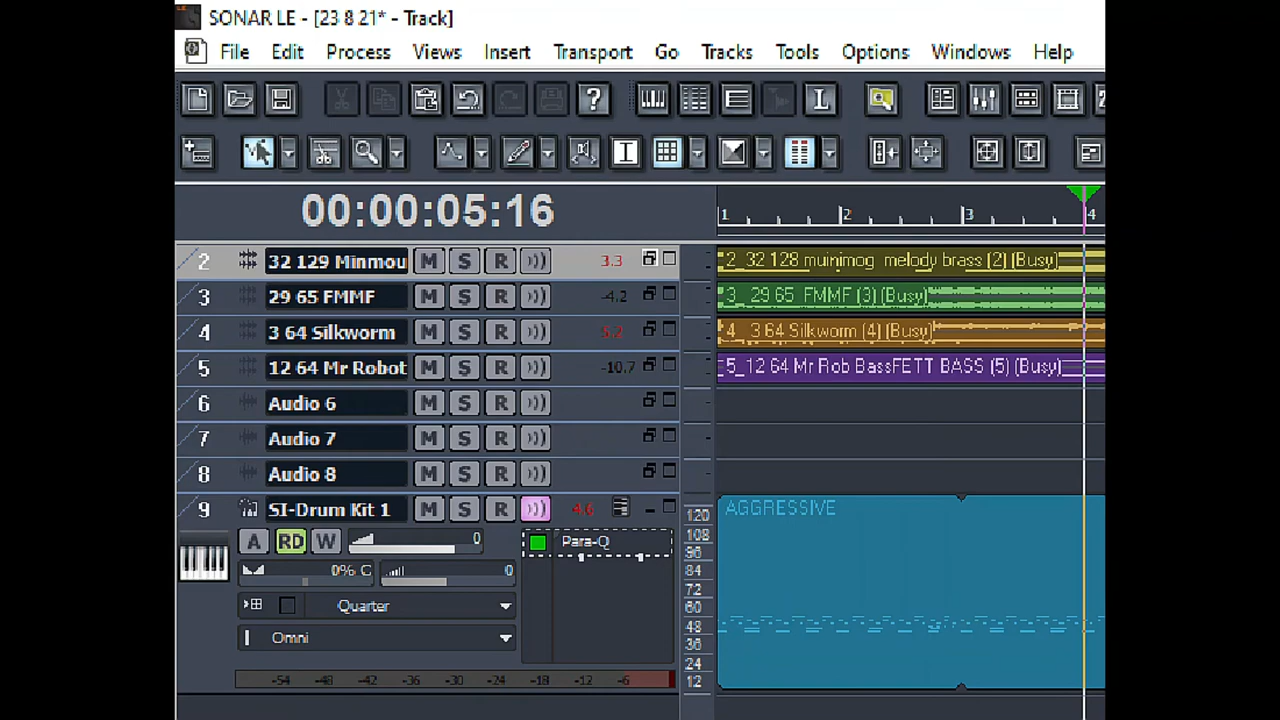 SONAR LE - [23 8 21* - Track]
File Edit Process Views Insert Transport Go Tracks Tools Options Windows Help
? L
00:00:05:16
1 2 3 4
2 32 129 Minmou M S R 3.3 2_32 128 muinimog melody brass (2) (Busy)
3 29 65 FMMF M S R -4.2 3_ 29 65 FMMF (3) (Busy)
4 3 64 Silkworm M S R 5.2 4_ 3 64 Silkworm (4) (Busy)
5 12 64 Mr Robot M S R -10.7 5_12 64 Mr Rob BassFETT BASS (5) (Busy)
6 Audio 6 M S R
7 Audio 7 M S R
8 Audio 8 M S R
9 SI-Drum Kit 1 M S R 4.6 AGGRESSIVE
A RD W 0 Para-Q
0% C 0
Quarter
Omni
-54 -48 -42 -36 -30 -24 -18 -12 -6
120
108
96
84
72
60
48
36
24
12